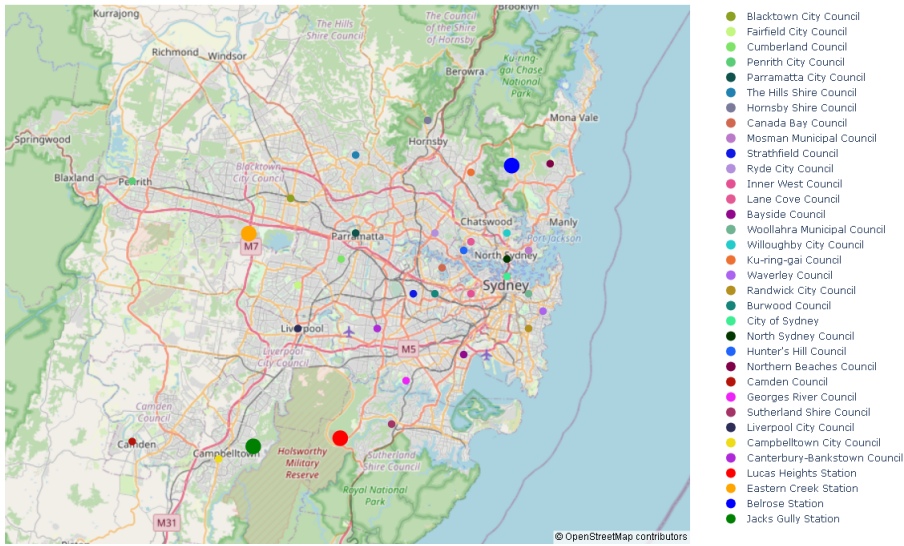 Kurrajong
The Hills
Shire Council
The Council
of the Shire
of Hornsby
Brooklyn
Richmond
Windsor
Berowra
Ku-ring-
gai Chase
National
Park
Mona Vale
Springwood
Hornsby
Blaxland
Penrith
Blacktown
City Council
Chatswood
Manly
Port Jackson
M7
Parramatta
North Sydney
Sydney
Liverpool
M5
Liverpool
City Council
Camden
Council
Camden
Campbelltown
Holsworthy
Military
Reserve
Sutherland
Shire Council
Royal National
Park
M31
© OpenStreetMap contributors
Blacktown City Council
Fairfield City Council
Cumberland Council
Penrith City Council
Parramatta City Council
The Hills Shire Council
Hornsby Shire Council
Canada Bay Council
Mosman Municipal Council
Strathfield Council
Ryde City Council
Inner West Council
Lane Cove Council
Bayside Council
Woollahra Municipal Council
Willoughby City Council
Ku-ring-gai Council
Waverley Council
Randwick City Council
Burwood Council
City of Sydney
North Sydney Council
Hunter's Hill Council
Northern Beaches Council
Camden Council
Georges River Council
Sutherland Shire Council
Liverpool City Council
Campbelltown City Council
Canterbury-Bankstown Council
Lucas Heights Station
Eastern Creek Station
Belrose Station
Jacks Gully Station